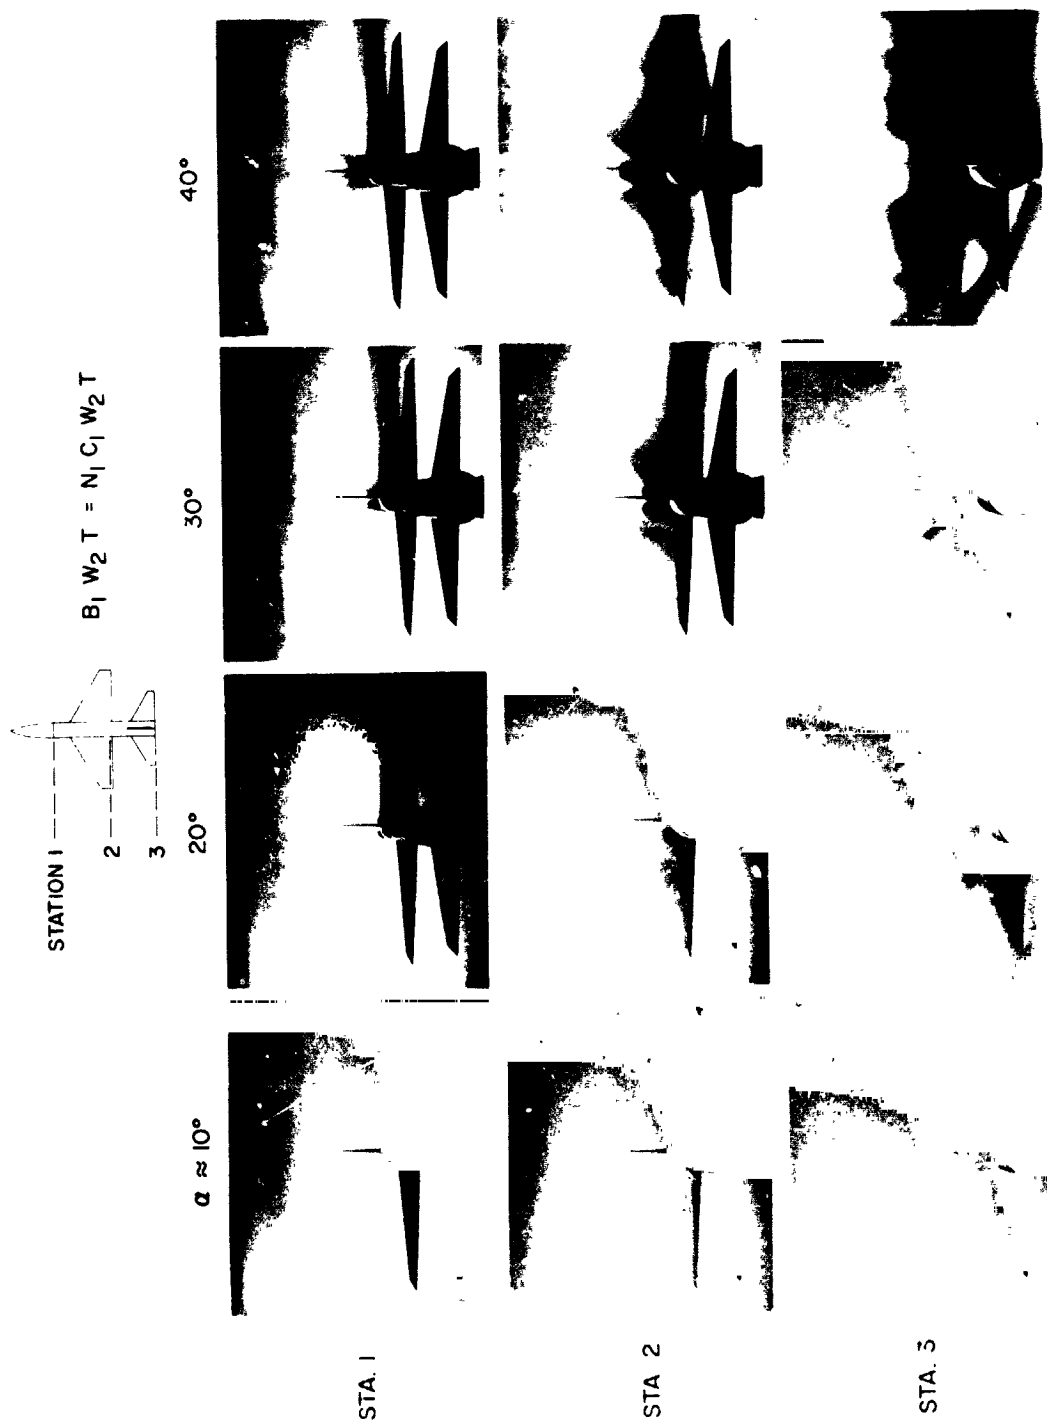 STATION 1
2
3
B₁ W₂ T = N₁ C₁ W₂ T
α ≈ 10°
20°
30°
40°
STA. 1
STA 2
STA. 3